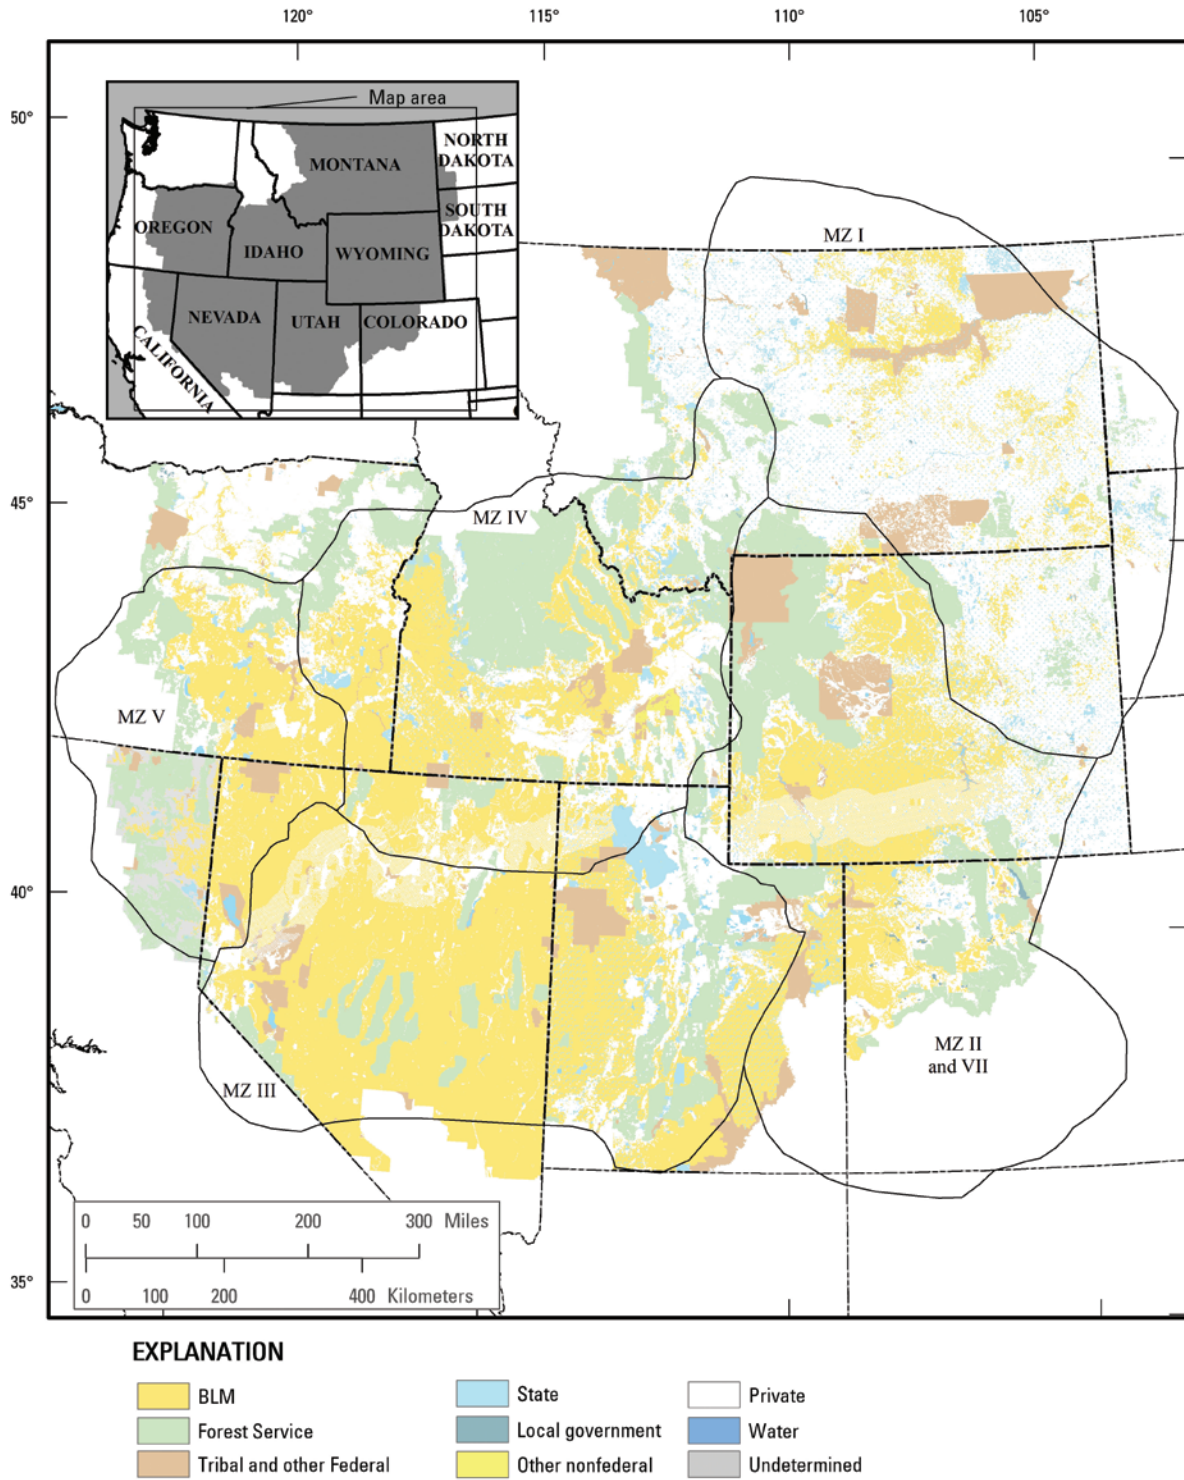 120° 115° 110° 105°
50°
45°
40°
35°
Map area
NORTH
DAKOTA
MONTANA
SOUTH
DAKOTA
OREGON
IDAHO
WYOMING
NEVADA
UTAH
COLORADO
CALIFORNIA
MZ I
MZ IV
MZ V
MZ II
and VII
MZ III
0 50 100 200 300 Miles
0 100 200 400 Kilometers
EXPLANATION
BLM
Forest Service
Tribal and other Federal
State
Local government
Other nonfederal
Private
Water
Undetermined